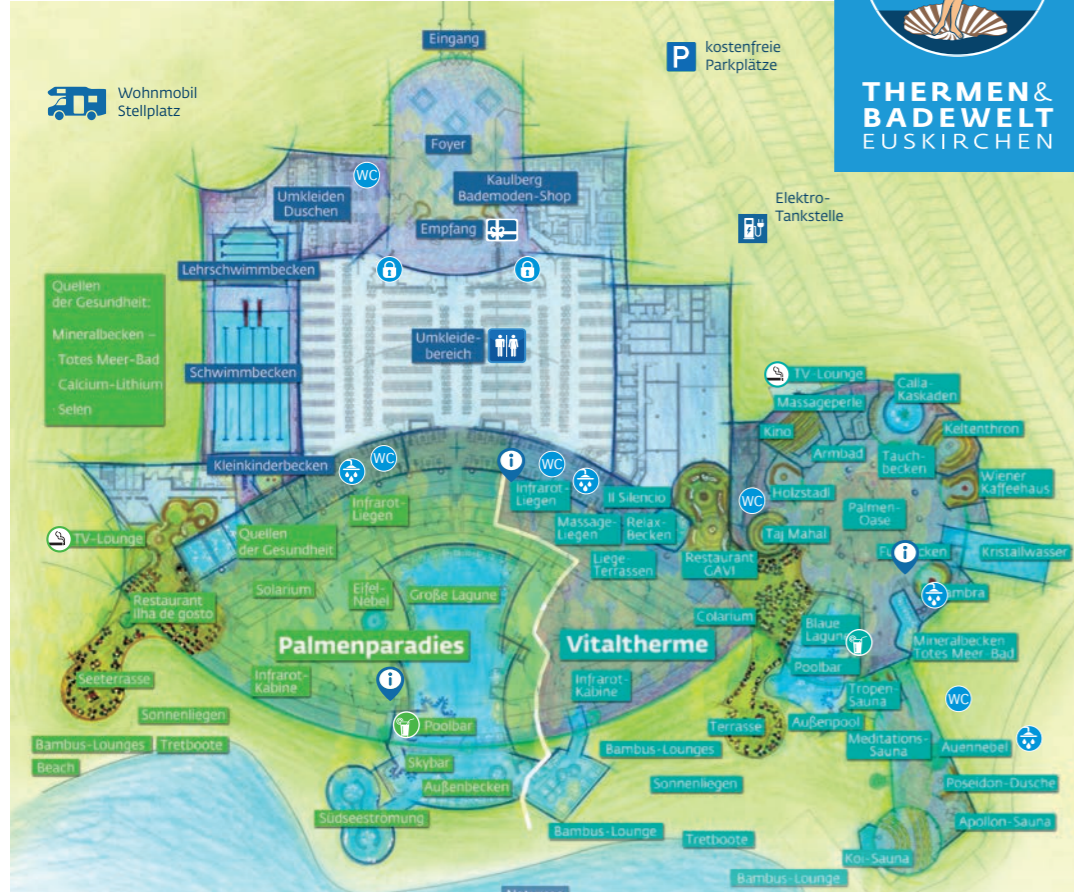 Eingang
P
kostenfreie
Parkplätze
THERMEN&
BADEWELT
EUSKIRCHEN
Wohnmobil
Stellplatz
Foyer
WC
Umkleiden
Duschen
Kaulberg
Bademoden-Shop
Empfang
Elektro-
Tankstelle
Lehrschwimmbecken
Quellen
der Gesundheit:
Mineralbecken –
· Totes Meer-Bad
· Calcium-Lithium
· Selen
Umkleide-
bereich
Schwimmbecken
Kleinkinderbecken
WC
Infrarot-
Liegen
i
WC
Infrarot-
Liegen
Il Silencio
Massage-
Liegen
Relax-
Becken
Liege-
Terrassen
Restaurant
CAVI
TV-Lounge
Massageperle
Calla-
Kaskaden
Kino
Keltenthron
Armbad
Tauch-
becken
Wiener
Kaffeehaus
Holzstadl
WC
Palmen-
Oase
Taj Mahal
i
Kristallwasser
TV-Lounge
Quellen
der Gesundheit
Solarium
Eifel-
Nebel
Große Lagune
Restaurant
ilha de gosto
Colarium
Blaue
Lagune
Mineralbecken
Totes Meer-Bad
Palmenparadies
Vitaltherme
Poolbar
Seeterrasse
Infrarot-
Kabine
i
Infrarot-
Kabine
Tropen-
Sauna
WC
Sonnenliegen
Poolbar
Terrasse
Außenpool
Bambus-Lounges
Tretboote
Bambus-Lounges
Meditations-
Sauna
Auennebel
Beach
Skybar
Außenbecken
Sonnenliegen
Poseidon-Dusche
Südseeströmung
Apollon-Sauna
Bambus-Lounge
Tretboote
Koi-Sauna
Bambus-Lounge